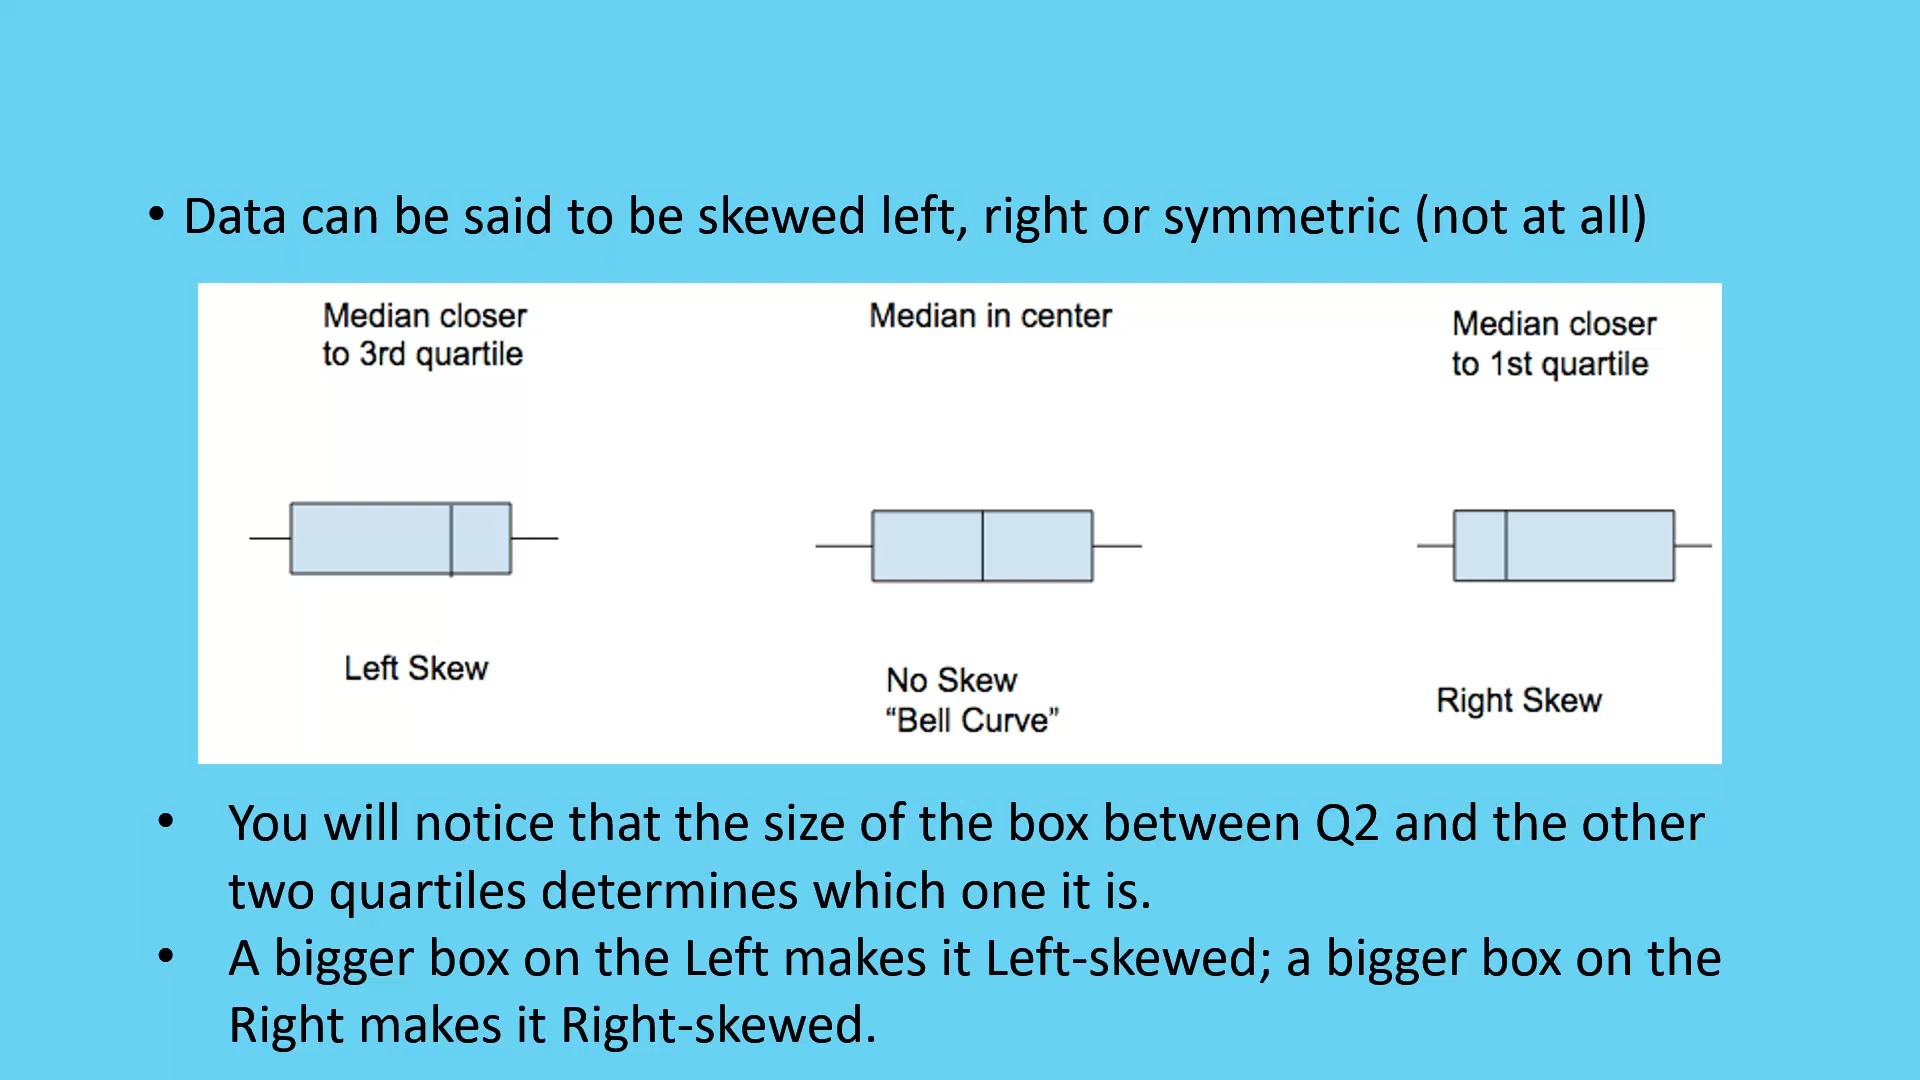 • Data can be said to be skewed left, right or symmetric (not at all)
Median closer
to 3rd quartile
Median in center
Median closer
to 1st quartile
Left Skew
No Skew
“Bell Curve”
Right Skew
• You will notice that the size of the box between Q2 and the other
two quartiles determines which one it is.
• A bigger box on the Left makes it Left-skewed; a bigger box on the
Right makes it Right-skewed.